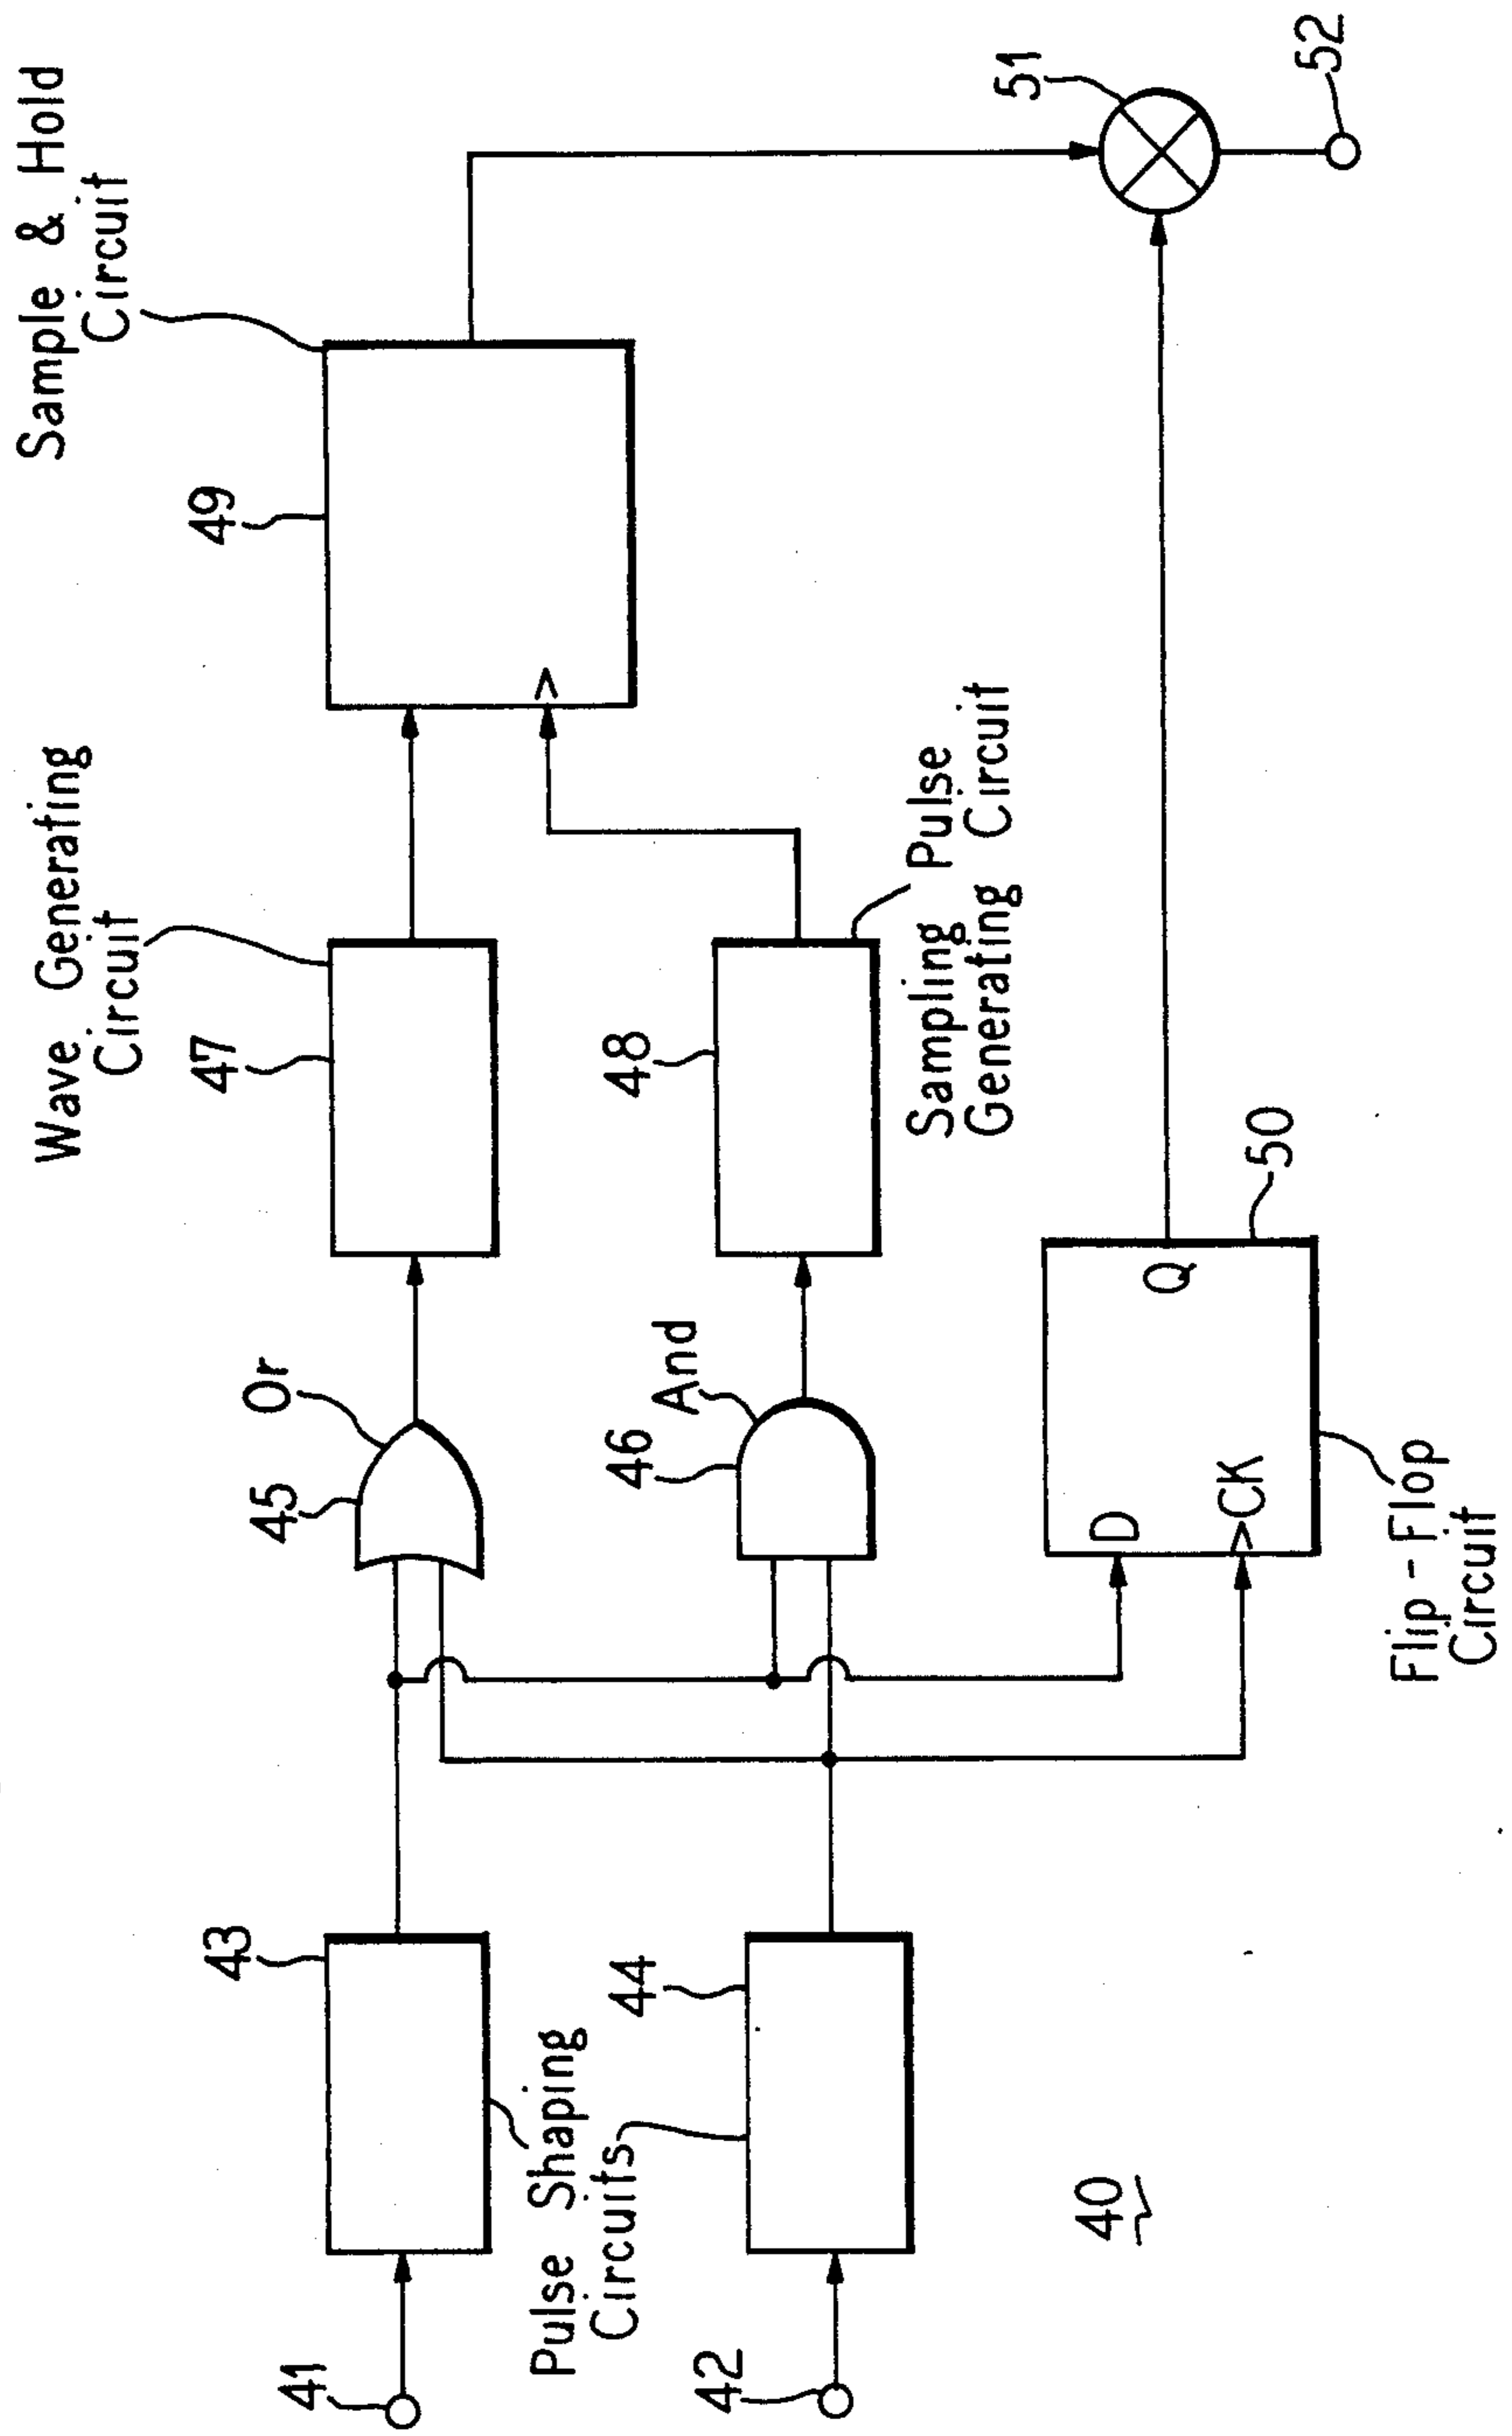 Sample & Hold
Circuit
Wave Generating
Circuit
49
47
Or
45
43
41
51
52
48
Sampling Pulse
Generating Circuit
And
46
44
Pulse Shaping
Circuits
42
50
Q
D
CK
Flip-Flop
Circuit
40